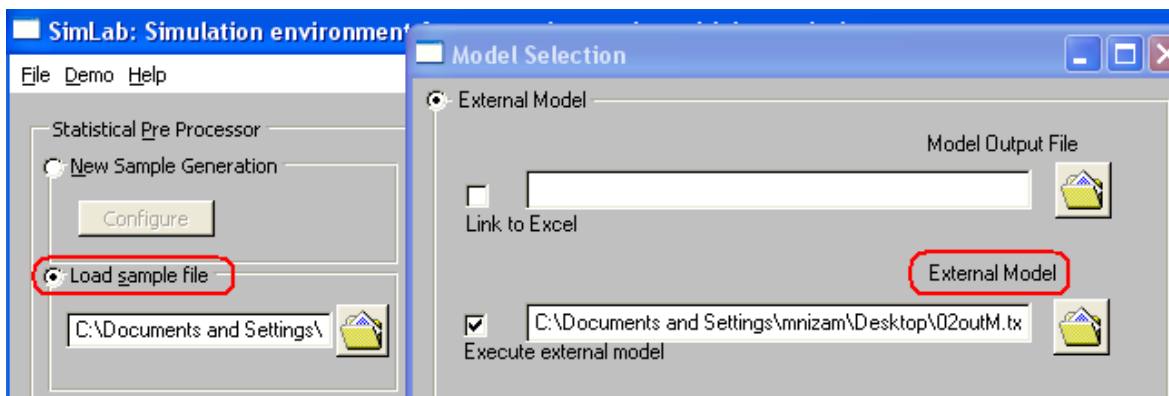 SimLab: Simulation environment
File Demo Help
Statistical Pre Processor
New Sample Generation
Configure
Load sample file
C:\Documents and Settings\
Model Selection
External Model
Model Output File
Link to Excel
External Model
C:\Documents and Settings\mnizam\Desktop\02outM.tx
Execute external model